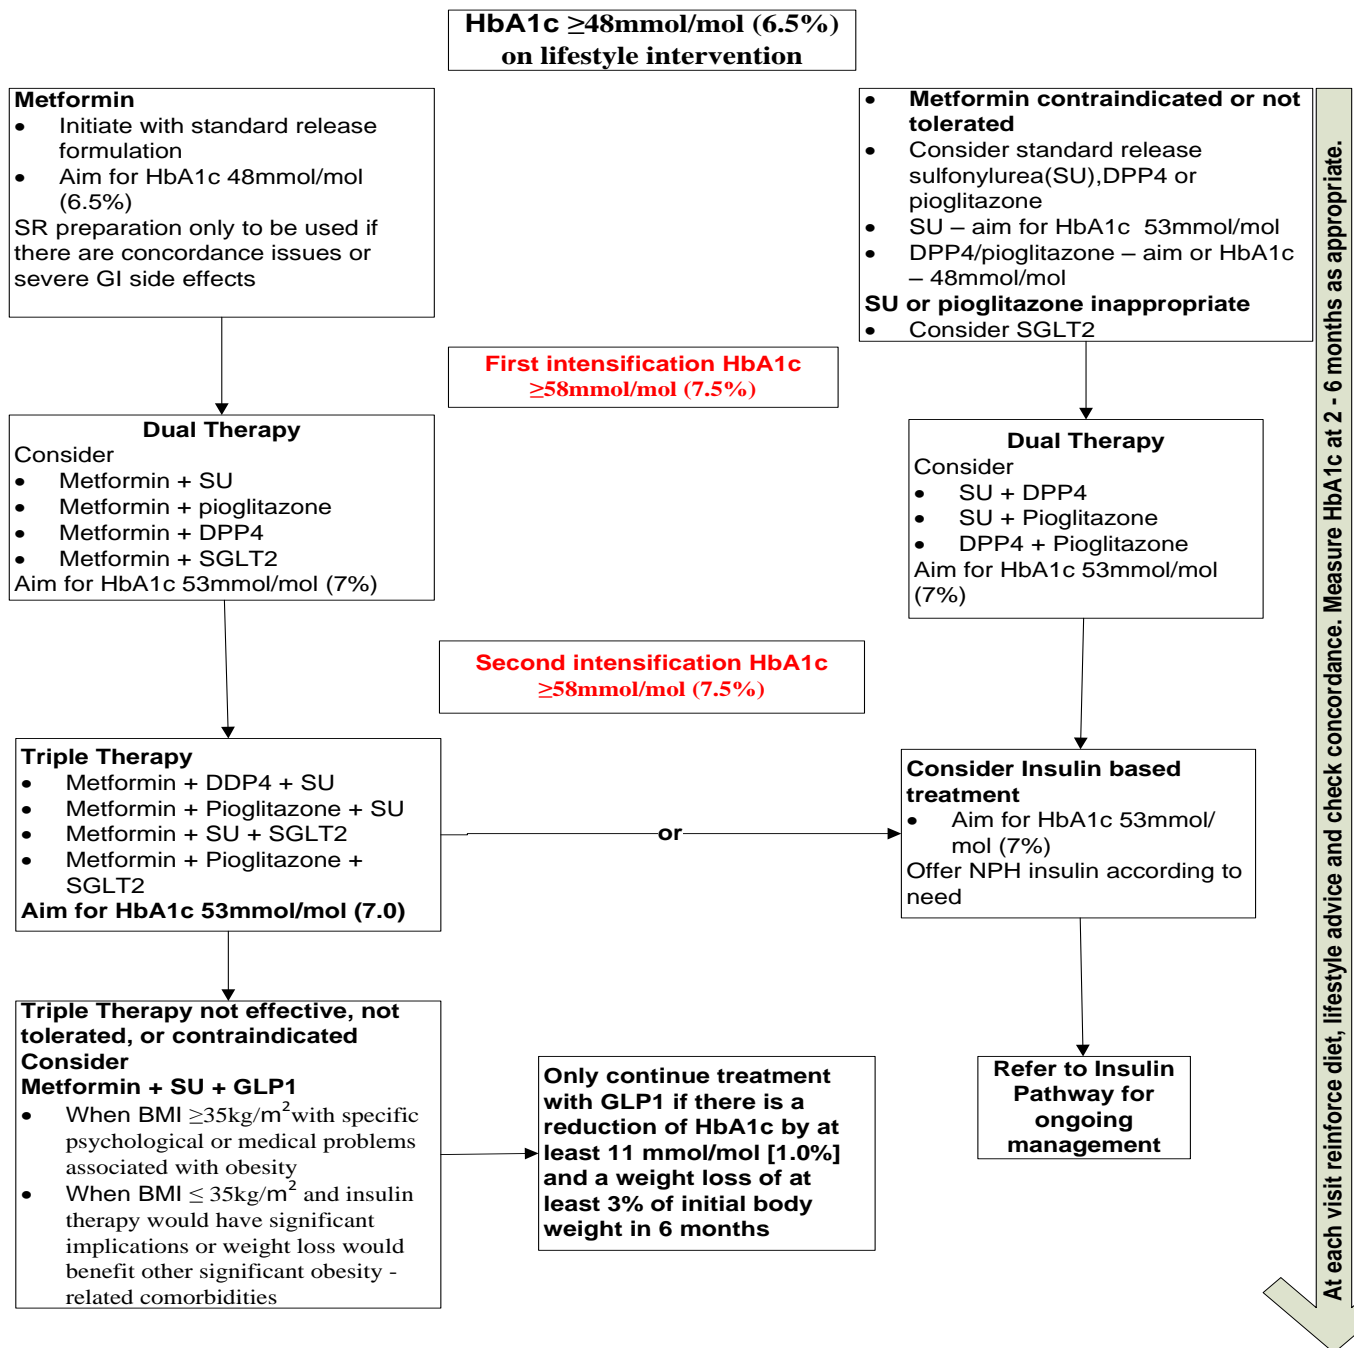 HbA1c ≥48mmol/mol (6.5%)
on lifestyle intervention
Metformin
• Initiate with standard release
formulation
• Aim for HbA1c 48mmol/mol
(6.5%)
SR preparation only to be used if
there are concordance issues or
severe GI side effects
• Metformin contraindicated or not
tolerated
• Consider standard release
sulfonylurea(SU),DPP4 or
pioglitazone
• SU – aim for HbA1c 53mmol/mol
• DPP4/pioglitazone – aim or HbA1c
– 48mmol/mol
SU or pioglitazone inappropriate
• Consider SGLT2
First intensification HbA1c
≥58mmol/mol (7.5%)
Dual Therapy
Consider
• Metformin + SU
• Metformin + pioglitazone
• Metformin + DPP4
• Metformin + SGLT2
Aim for HbA1c 53mmol/mol (7%)
Dual Therapy
Consider
• SU + DPP4
• SU + Pioglitazone
• DPP4 + Pioglitazone
Aim for HbA1c 53mmol/mol
(7%)
Second intensification HbA1c
≥58mmol/mol (7.5%)
Triple Therapy
• Metformin + DDP4 + SU
• Metformin + Pioglitazone + SU
• Metformin + SU + SGLT2
• Metformin + Pioglitazone +
SGLT2
Aim for HbA1c 53mmol/mol (7.0)
or
Consider Insulin based
treatment
• Aim for HbA1c 53mmol/
mol (7%)
Offer NPH insulin according to
need
Triple Therapy not effective, not
tolerated, or contraindicated
Consider
Metformin + SU + GLP1
• When BMI ≥35kg/m² with specific
psychological or medical problems
associated with obesity
• When BMI ≤ 35kg/m² and insulin
therapy would have significant
implications or weight loss would
benefit other significant obesity -
related comorbidities
Only continue treatment
with GLP1 if there is a
reduction of HbA1c by at
least 11 mmol/mol [1.0%]
and a weight loss of at
least 3% of initial body
weight in 6 months
Refer to Insulin
Pathway for
ongoing
management
At each visit reinforce diet, lifestyle advice and check concordance. Measure HbA1c at 2 - 6 months as appropriate.